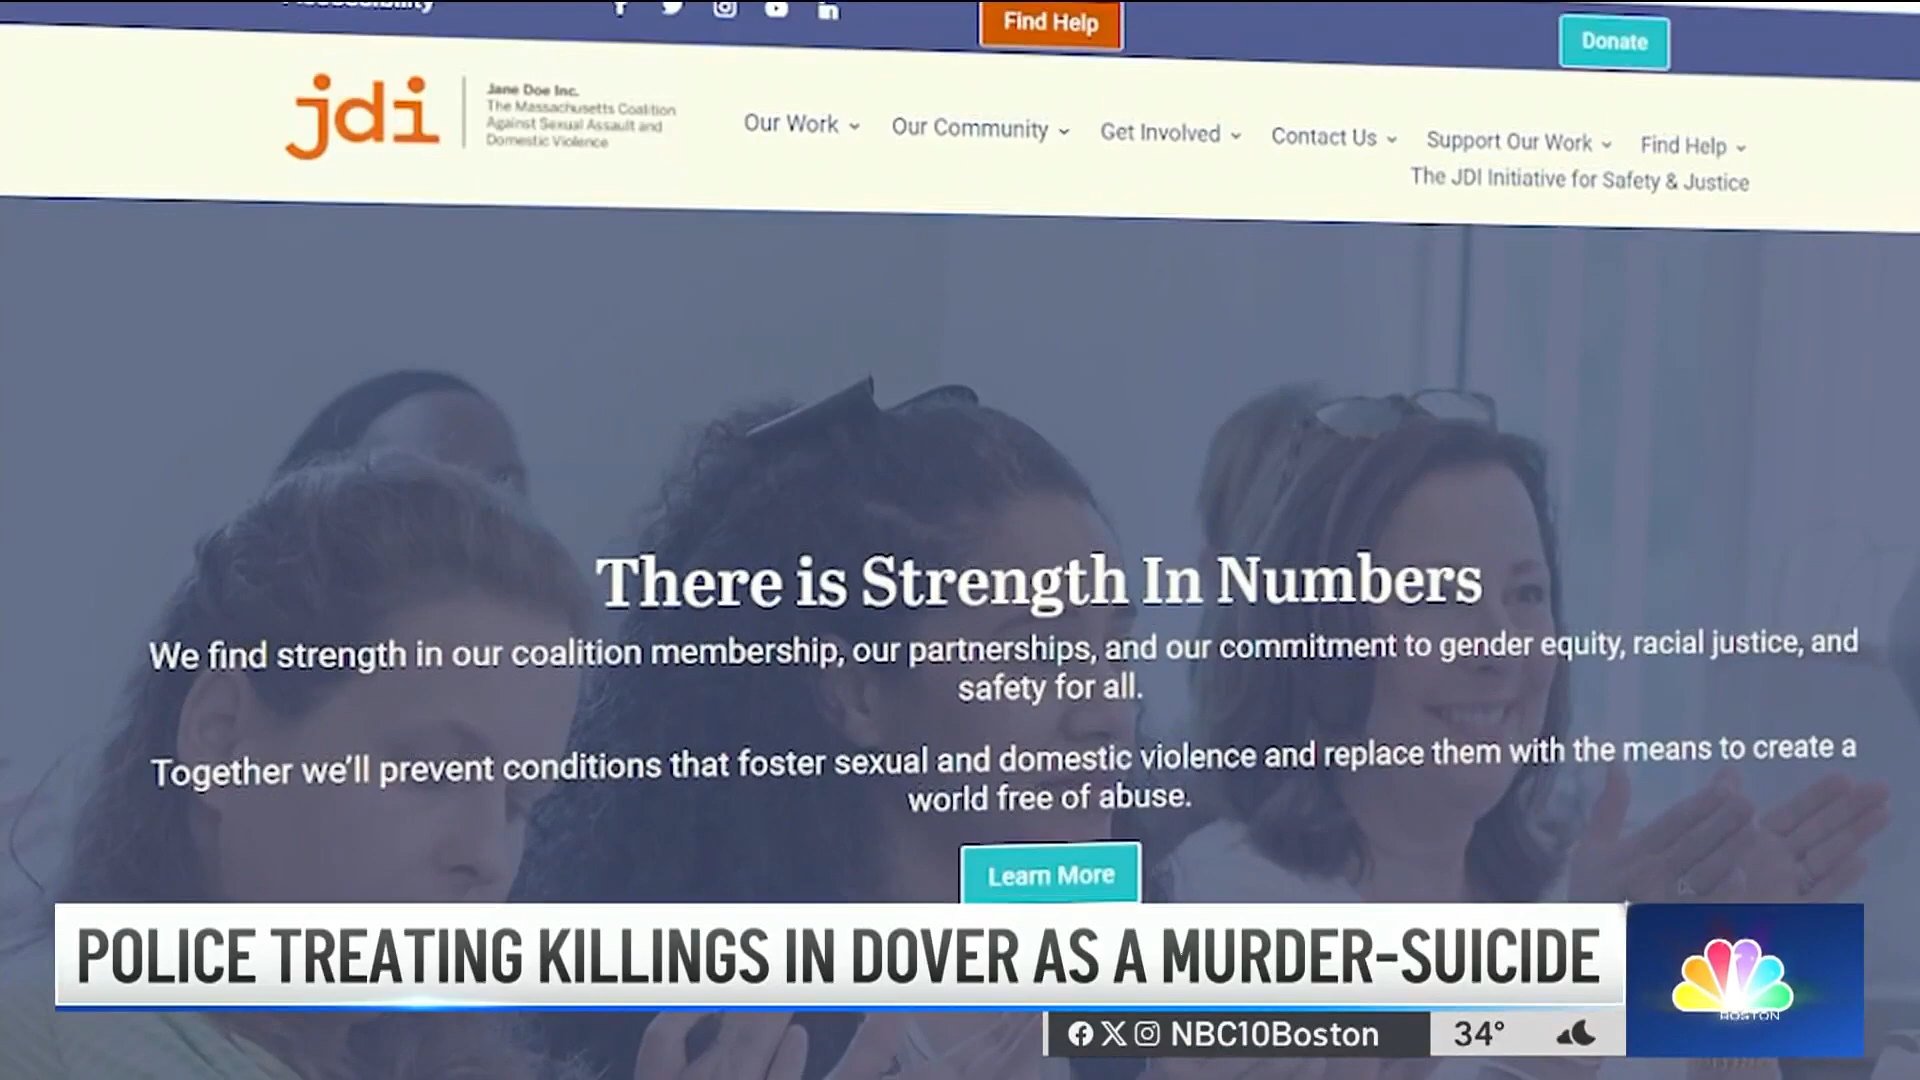 Find Help
Donate
jdi
Jane Doe Inc.
The Massachusetts Coalition
Against Sexual Assault and
Domestic Violence
Our Work
Our Community
Get Involved
Contact Us
Support Our Work
Find Help
The JDI Initiative for Safety & Justice
There is Strength In Numbers
We find strength in our coalition membership, our partnerships, and our commitment to gender equity, racial justice, and
safety for all.
Together we'll prevent conditions that foster sexual and domestic violence and replace them with the means to create a
world free of abuse.
Learn More
POLICE TREATING KILLINGS IN DOVER AS A MURDER-SUICIDE
BOSTON
NBC10Boston
34°